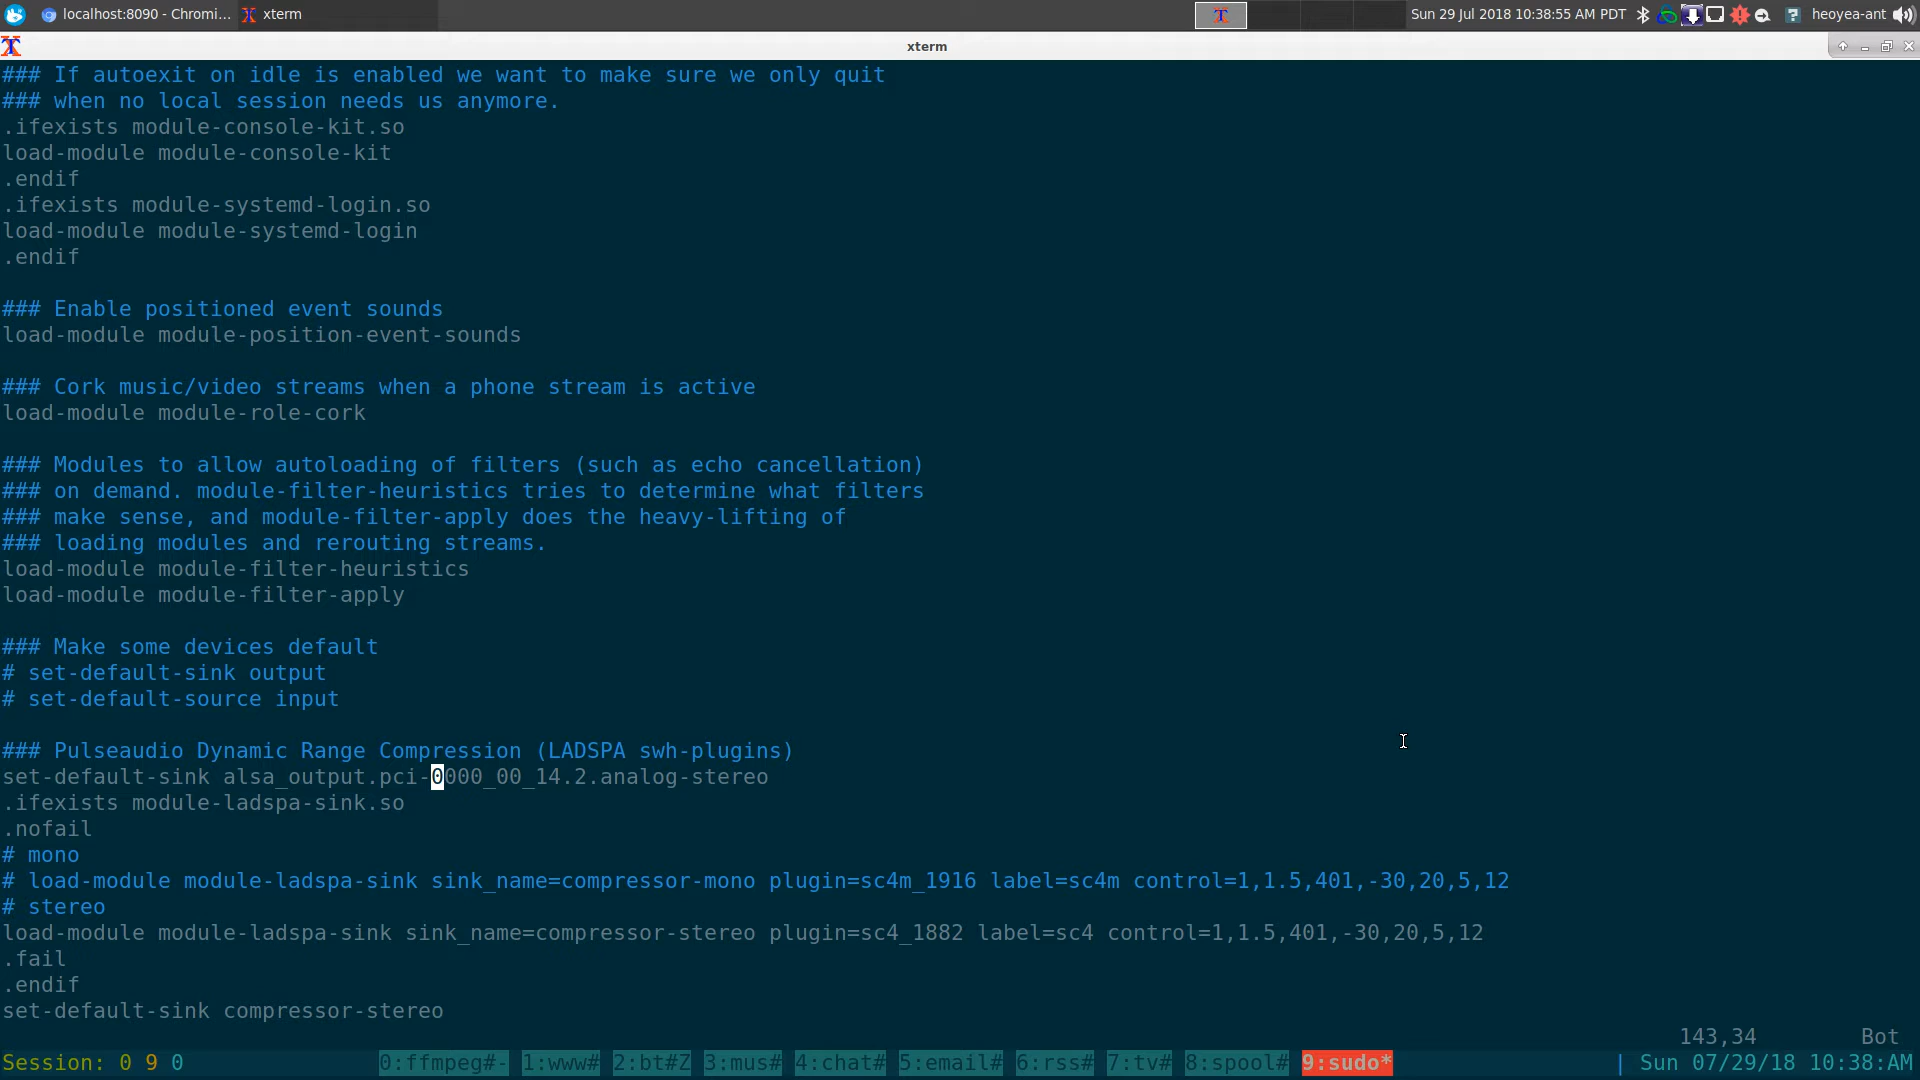 localhost:8090 - Chromi... xterm Sun 29 Jul 2018 10:38:55 AM PDT heoyea-ant
xterm
### If autoexit on idle is enabled we want to make sure we only quit
### when no local session needs us anymore.
.ifexists module-console-kit.so
load-module module-console-kit
.endif
.ifexists module-systemd-login.so
load-module module-systemd-login
.endif
### Enable positioned event sounds
load-module module-position-event-sounds
### Cork music/video streams when a phone stream is active
load-module module-role-cork
### Modules to allow autoloading of filters (such as echo cancellation)
### on demand. module-filter-heuristics tries to determine what filters
### make sense, and module-filter-apply does the heavy-lifting of
### loading modules and rerouting streams.
load-module module-filter-heuristics
load-module module-filter-apply
### Make some devices default
# set-default-sink output
# set-default-source input
### Pulseaudio Dynamic Range Compression (LADSPA swh-plugins)
set-default-sink alsa_output.pci-0000_00_14.2.analog-stereo
.ifexists module-ladspa-sink.so
.nofail
# mono
# load-module module-ladspa-sink sink_name=compressor-mono plugin=sc4m_1916 label=sc4m control=1,1.5,401,-30,20,5,12
# stereo
load-module module-ladspa-sink sink_name=compressor-stereo plugin=sc4_1882 label=sc4 control=1,1.5,401,-30,20,5,12
.fail
.endif
set-default-sink compressor-stereo
143,34 Bot
Session: 0 9 0 0:ffmpeg#- 1:www# 2:bt#Z 3:mus# 4:chat# 5:email# 6:rss# 7:tv# 8:spool# 9:sudo* | Sun 07/29/18 10:38:AM